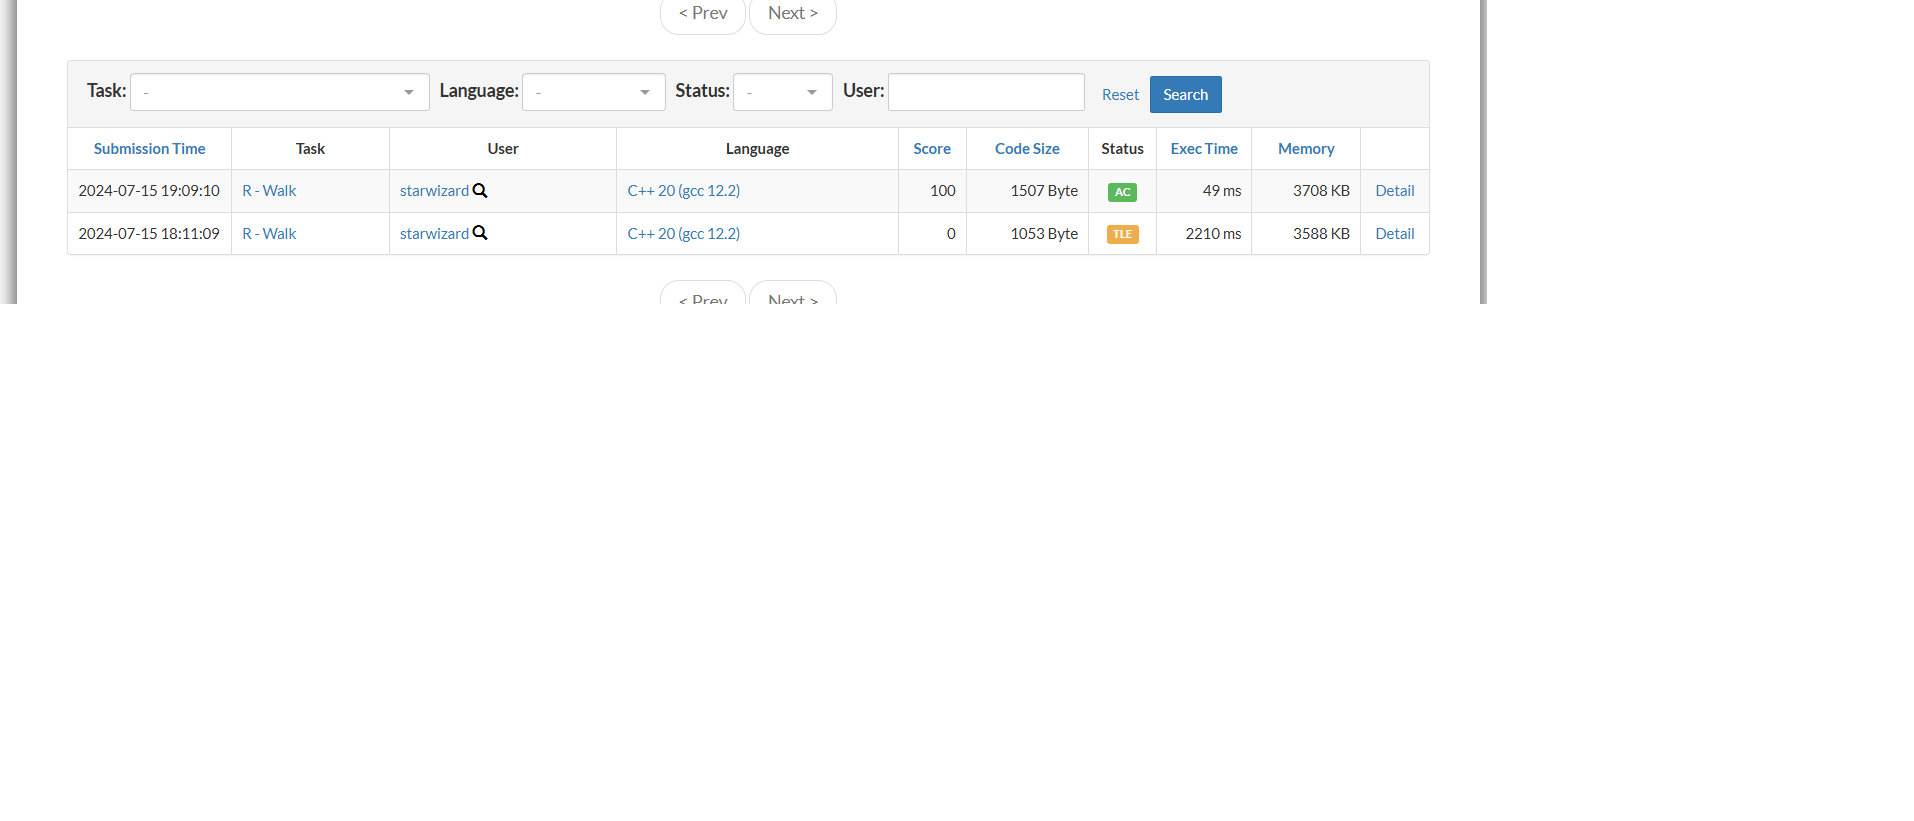 < Prev Next >
Task: - Language: - Status: - User: Reset Search
Submission Time Task User Language Score Code Size Status Exec Time Memory
2024-07-15 19:09:10 R - Walk starwizard C++ 20 (gcc 12.2) 100 1507 Byte AC 49 ms 3708 KB Detail
2024-07-15 18:11:09 R - Walk starwizard C++ 20 (gcc 12.2) 0 1053 Byte TLE 2210 ms 3588 KB Detail
< Prev Next >